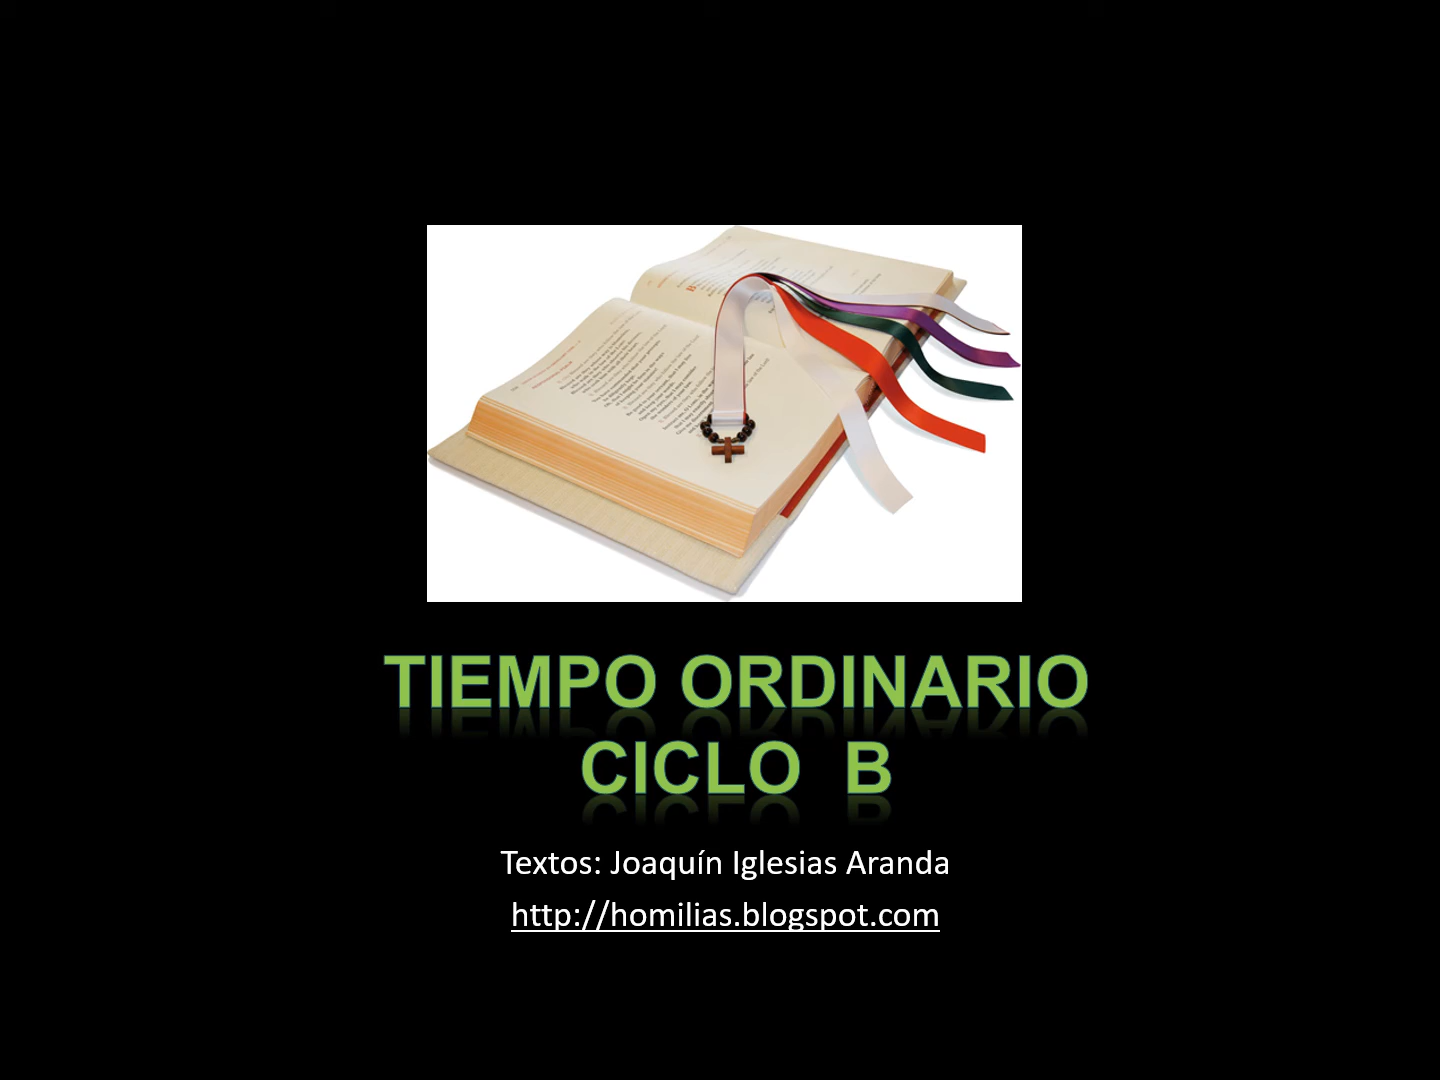 TIEMPO ORDINARIO
CICLO B
Textos: Joaquín Iglesias Aranda
http://homilias.blogspot.com